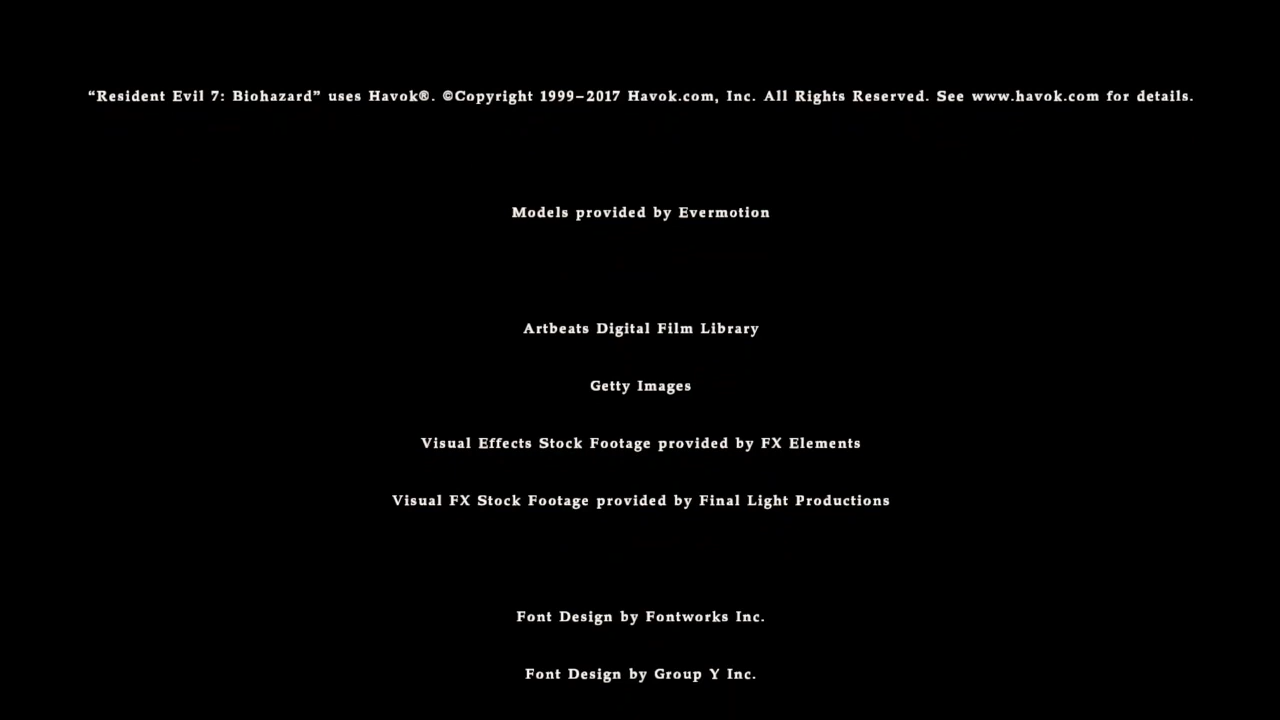 “Resident Evil 7: Biohazard” uses Havok®. ©Copyright 1999–2017 Havok.com, Inc. All Rights Reserved. See www.havok.com for details.
Models provided by Evermotion
Artbeats Digital Film Library
Getty Images
Visual Effects Stock Footage provided by FX Elements
Visual FX Stock Footage provided by Final Light Productions
Font Design by Fontworks Inc.
Font Design by Group Y Inc.